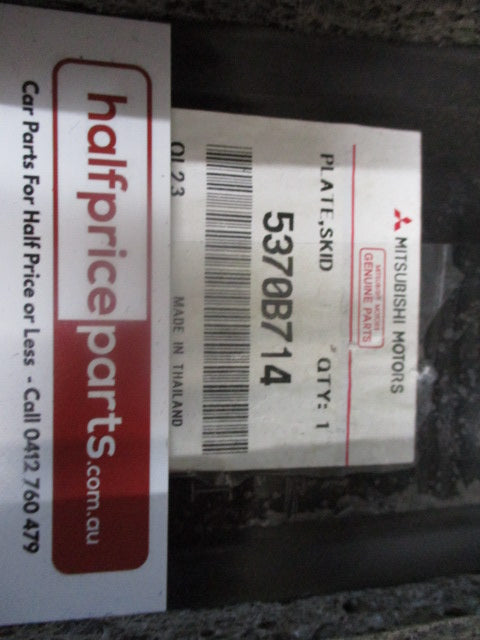 MITSUBISHI MOTORS
MITSUBISHI MOTORS
GENUINE PARTS
PLATE,SKID QTY: 1
5370B714
QL23
MADE IN THAILAND
halfpriceparts.com.au
Car Parts For Half Price or Less - Call 0412 760 479